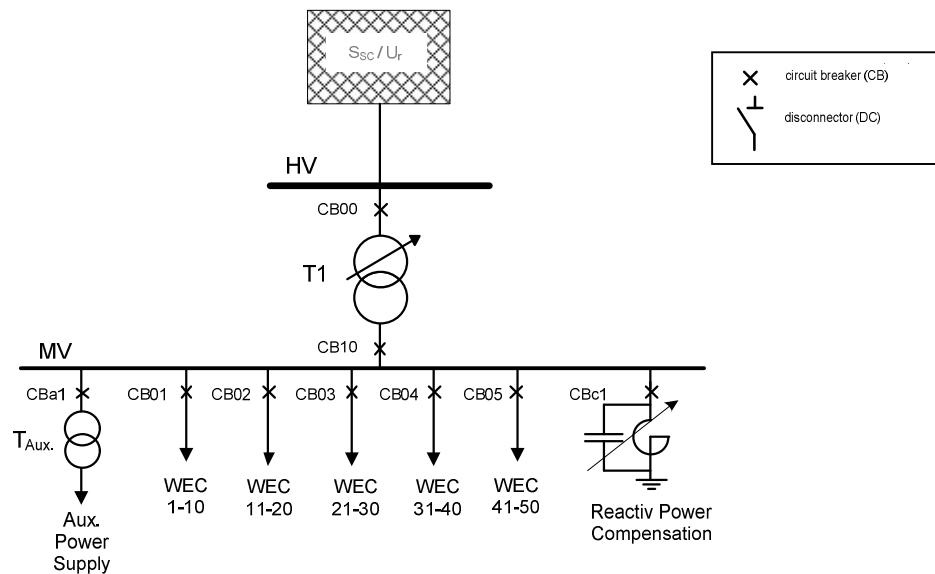 S_SC / U_r
circuit breaker (CB)
disconnector (DC)
HV
CB00
T1
CB10
MV
CBa1
CB01
CB02
CB03
CB04
CB05
CBc1
T_Aux.
WEC
1-10
WEC
11-20
WEC
21-30
WEC
31-40
WEC
41-50
Reactiv Power
Compensation
Aux.
Power
Supply